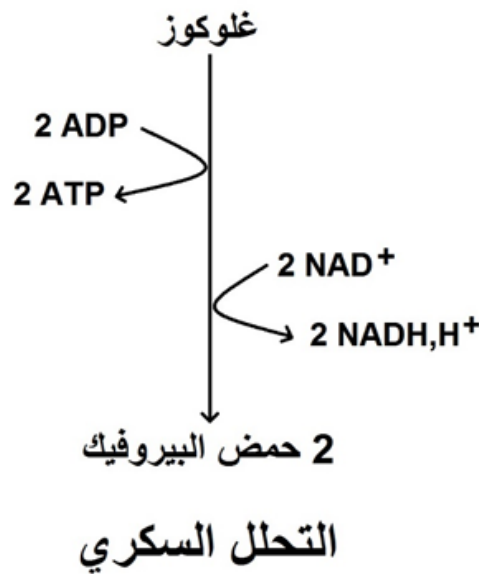 غلوكوز
2 ADP
2 ATP
2 NAD⁺
2 NADH,H⁺
2 حمض البيروفيك
التحلل السكري